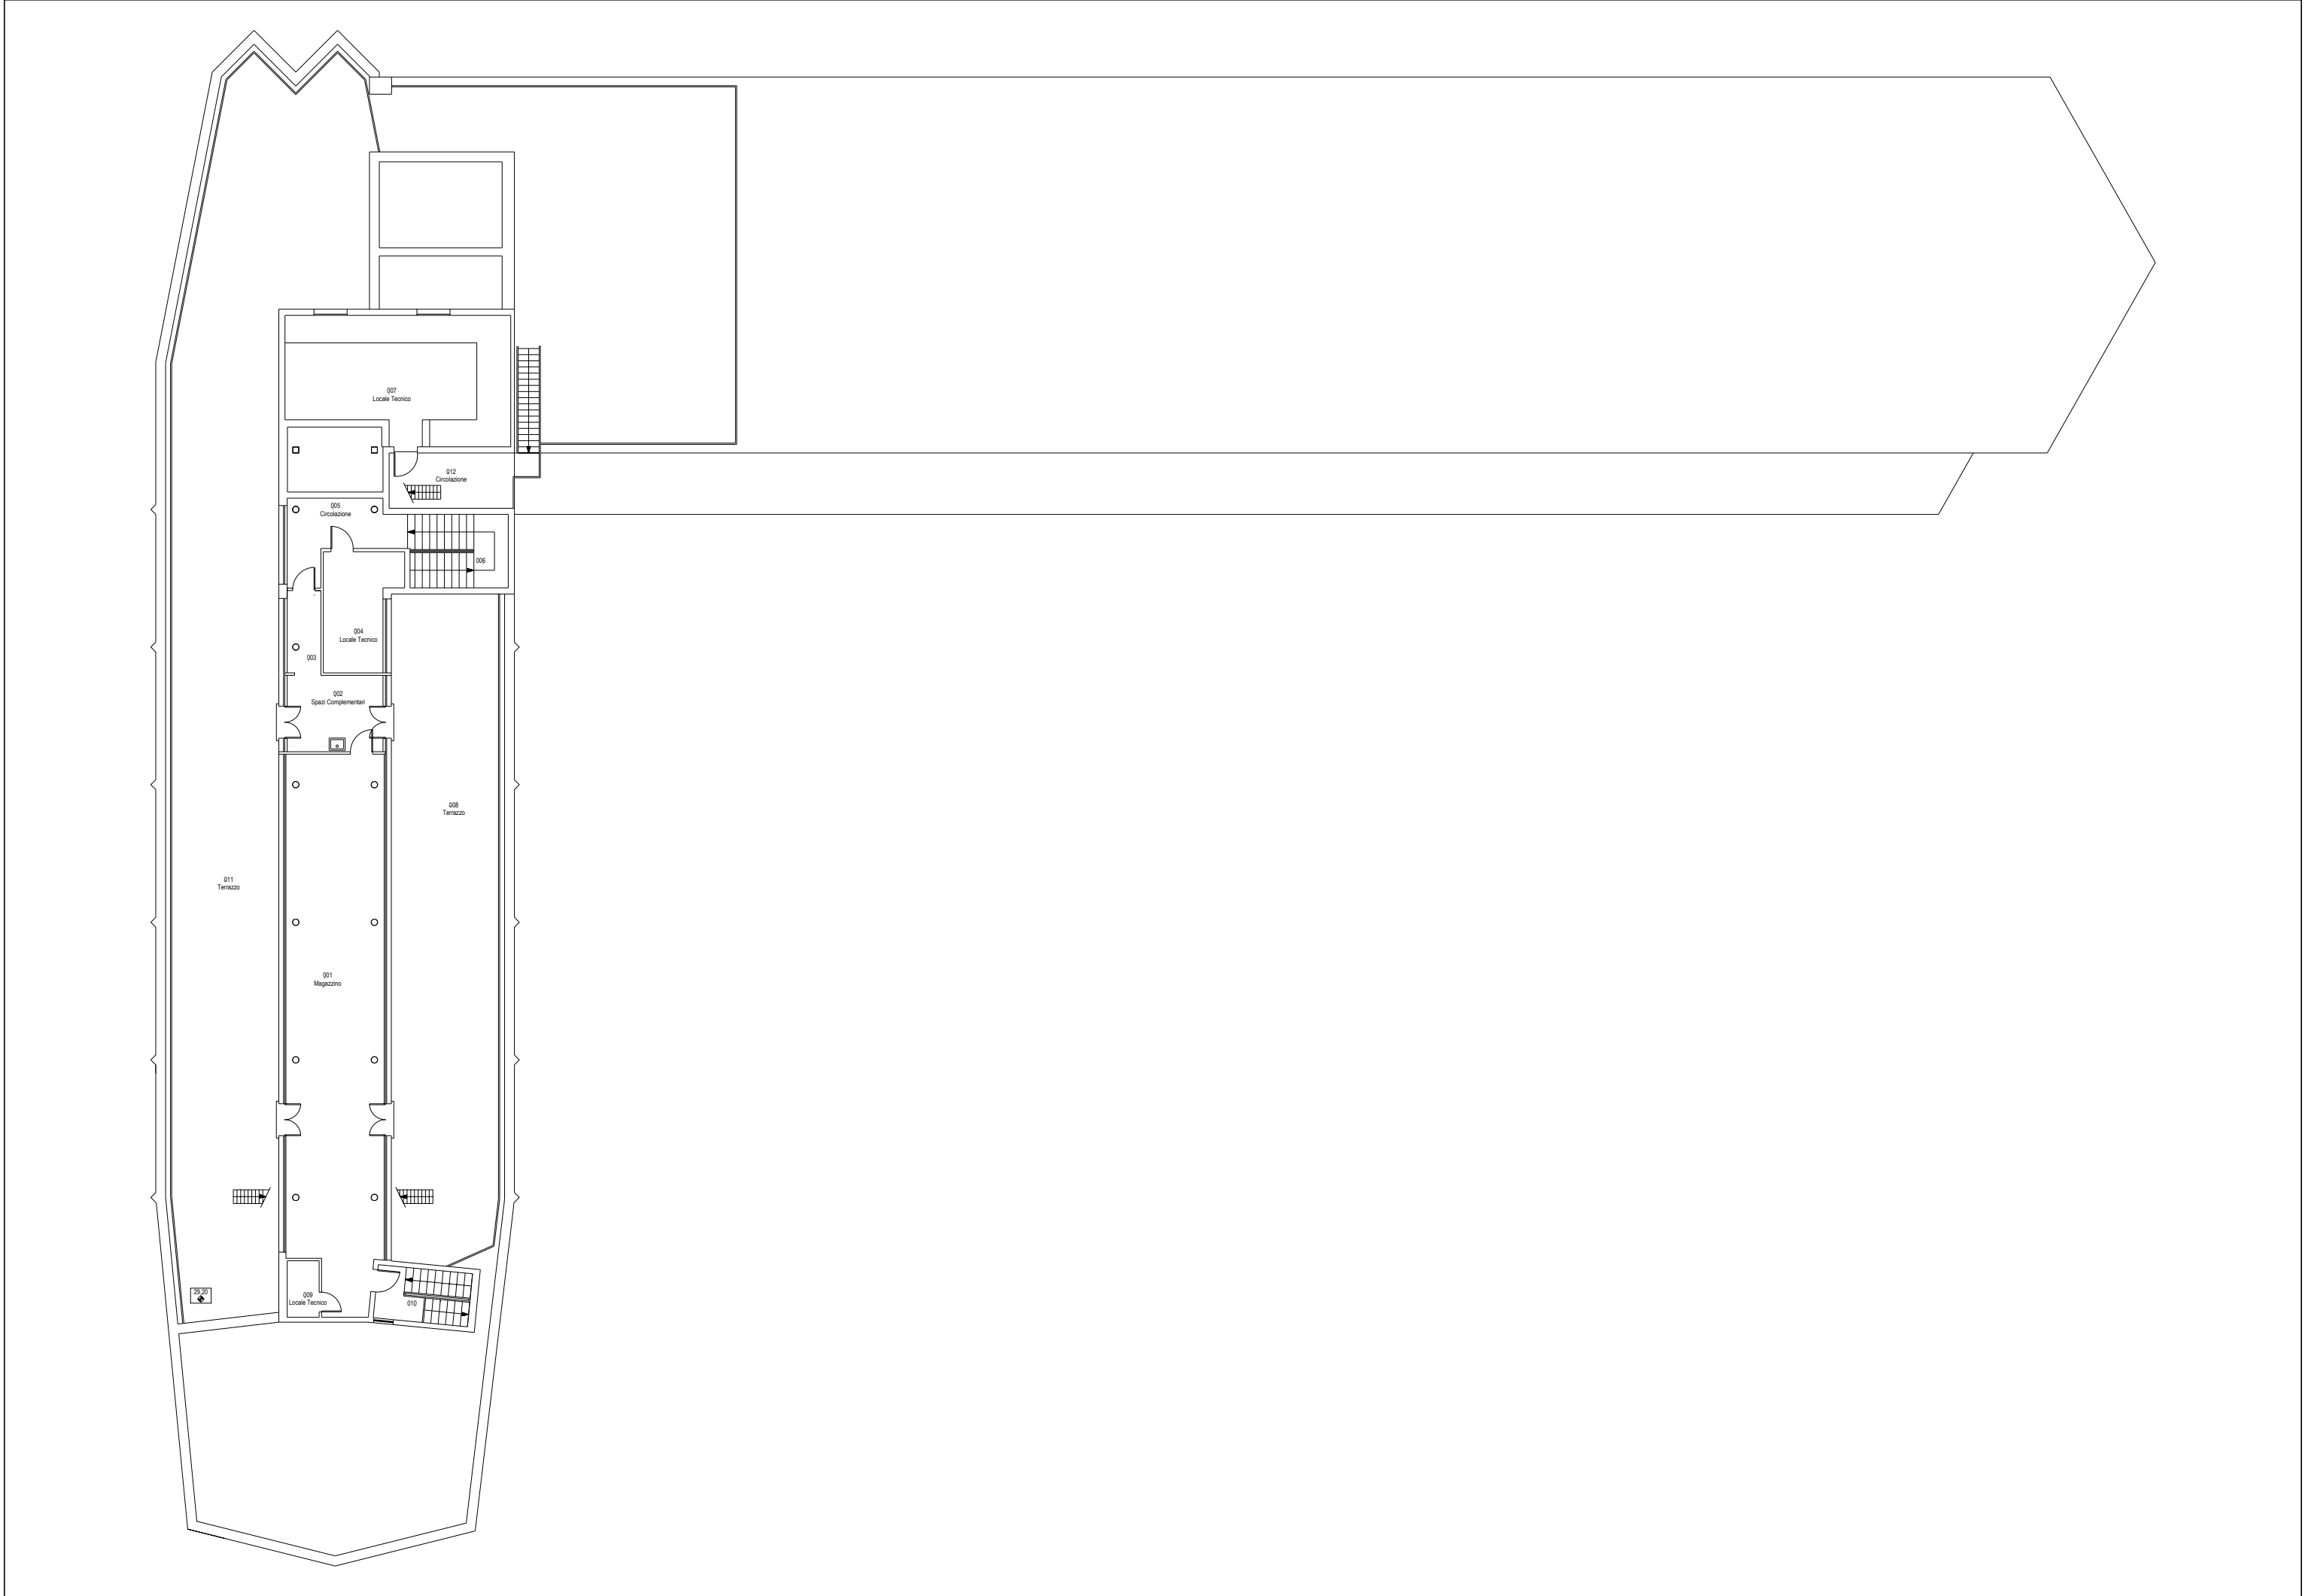 007
Locale Tecnico
012
Circolazione
005
Circolazione
006
004
Locale Tecnico
003
002
Spazi Complementari
008
Terrazzo
011
Terrazzo
001
Magazzino
29,20
009
Locale Tecnico
010